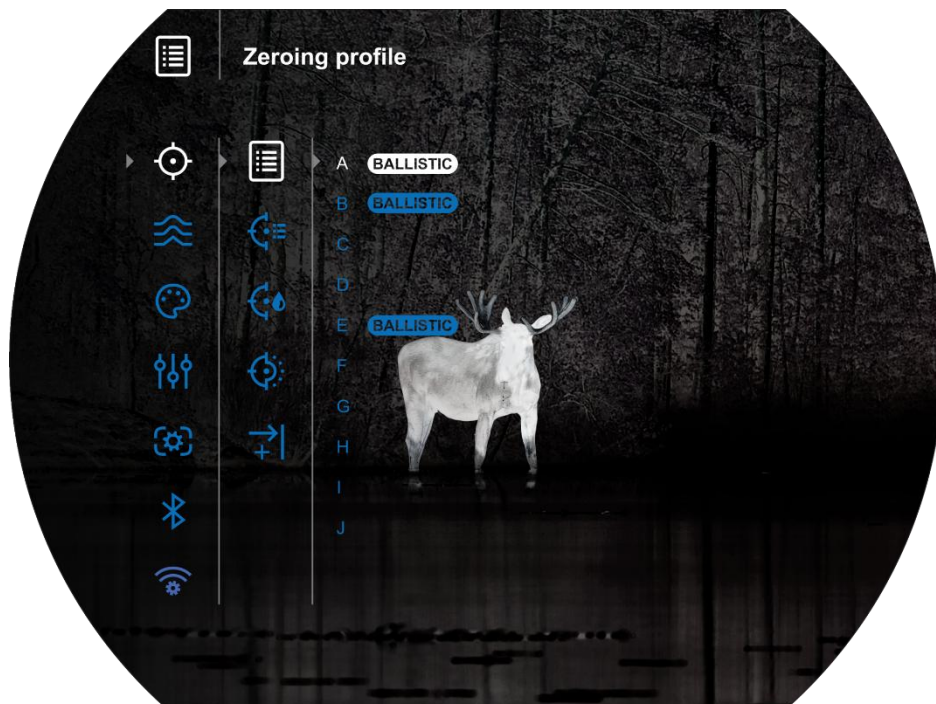 Zeroing profile
A BALLISTIC
B BALLISTIC
C
D
E BALLISTIC
F
G
H
I
J